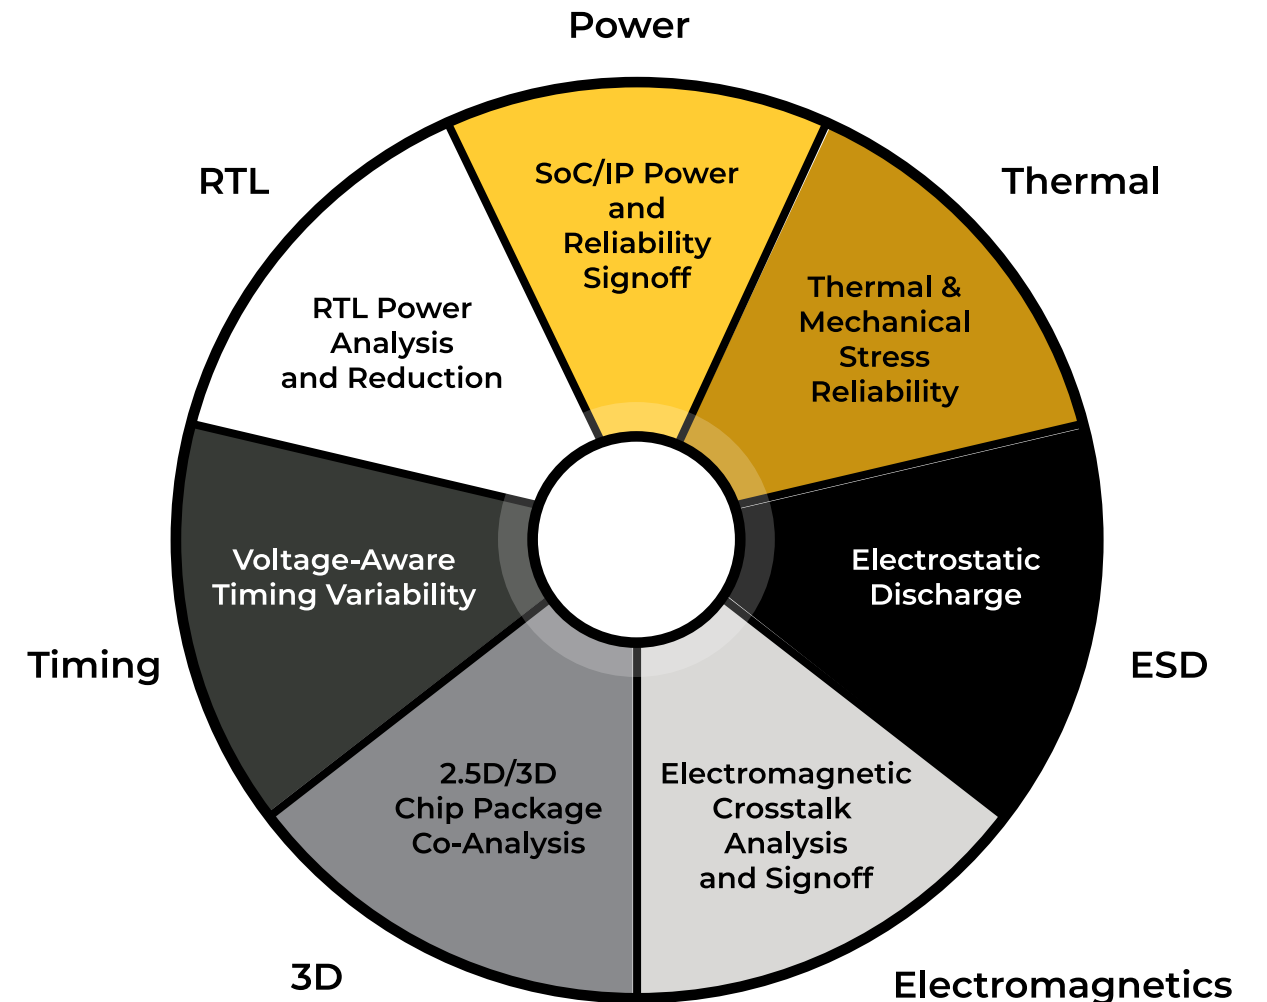 Power
SoC/IP Power
and
Reliability
Signoff
Thermal
Thermal &
Mechanical
Stress
Reliability
ESD
Electrostatic
Discharge
Electromagnetics
Electromagnetic
Crosstalk
Analysis
and Signoff
3D
2.5D/3D
Chip Package
Co-Analysis
Timing
Voltage-Aware
Timing Variability
RTL
RTL Power
Analysis
and Reduction